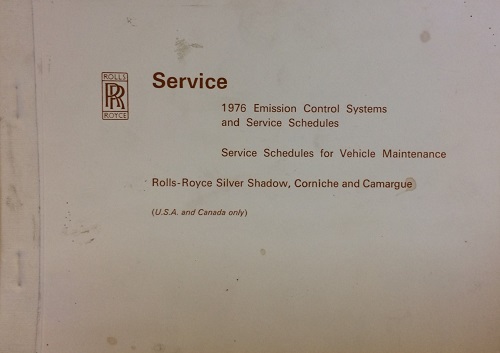 ROLLS
RR
ROYCE
Service
1976 Emission Control Systems
and Service Schedules
Service Schedules for Vehicle Maintenance
Rolls-Royce Silver Shadow, Corniche and Camargue
(U.S.A. and Canada only)